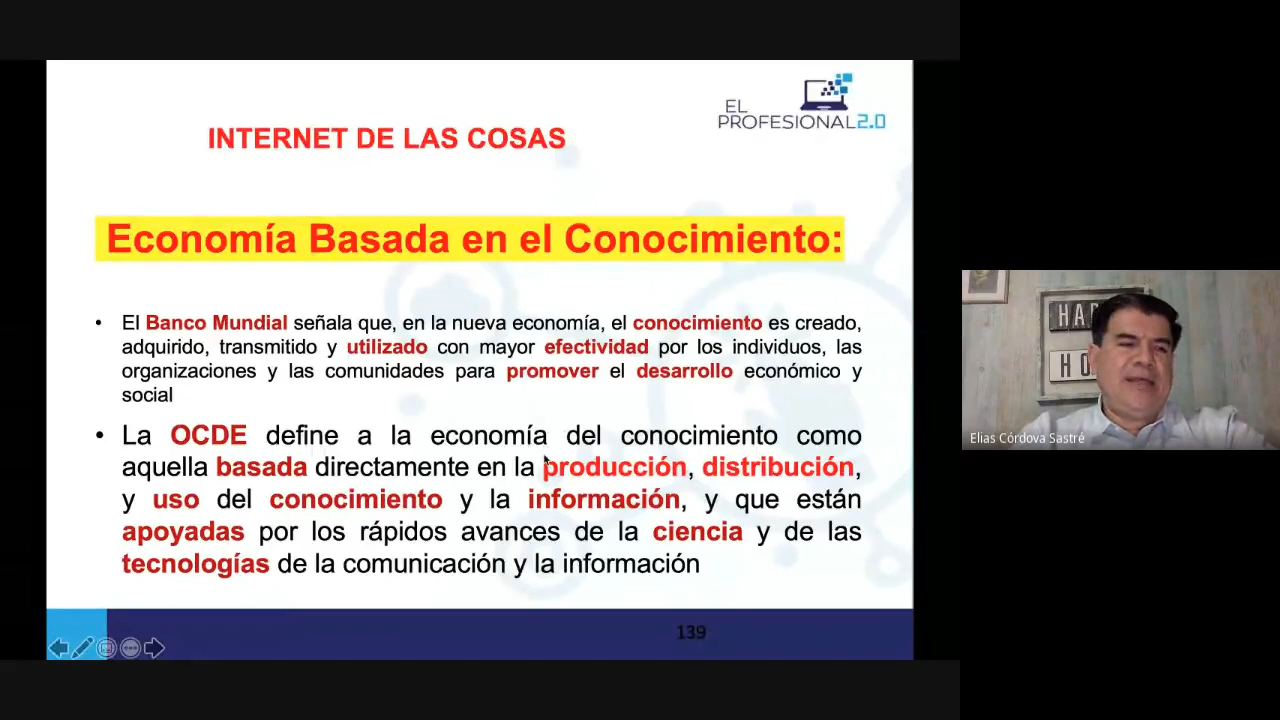 EL
PROFESIONAL2.0
INTERNET DE LAS COSAS
Economía Basada en el Conocimiento:
• El Banco Mundial señala que, en la nueva economía, el conocimiento es creado,
adquirido, transmitido y utilizado con mayor efectividad por los individuos, las
organizaciones y las comunidades para promover el desarrollo económico y
social
• La OCDE define a la economía del conocimiento como
aquella basada directamente en la producción, distribución,
y uso del conocimiento y la información, y que están
apoyadas por los rápidos avances de la ciencia y de las
tecnologías de la comunicación y la información
139
HA
HO
Elias Córdova Sastré